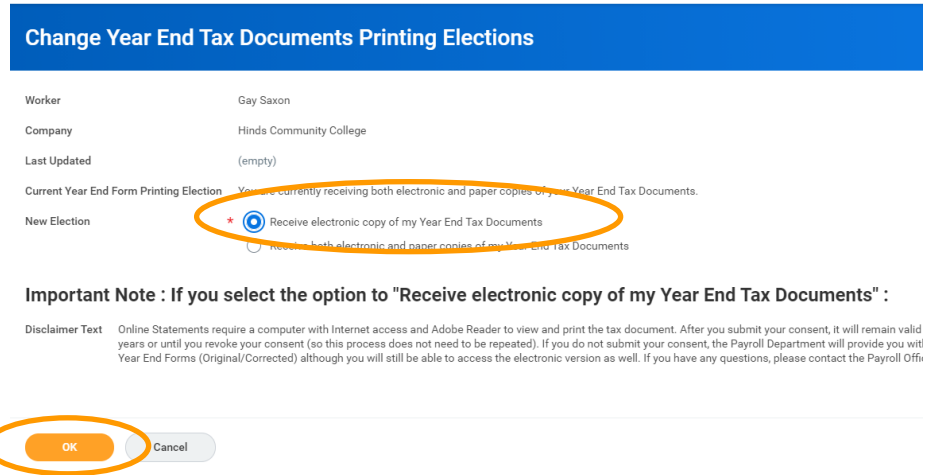 Change Year End Tax Documents Printing Elections
Worker Gay Saxon
Company Hinds Community College
Last Updated (empty)
Current Year End Form Printing Election You are currently receiving both electronic and paper copies of your Year End Tax Documents.
New Election * Receive electronic copy of my Year End Tax Documents
Receive both electronic and paper copies of my Year End Tax Documents
Important Note : If you select the option to "Receive electronic copy of my Year End Tax Documents" :
Disclaimer Text Online Statements require a computer with Internet access and Adobe Reader to view and print the tax document. After you submit your consent, it will remain valid
years or until you revoke your consent (so this process does not need to be repeated). If you do not submit your consent, the Payroll Department will provide you wit
Year End Forms (Original/Corrected) although you will still be able to access the electronic version as well. If you have any questions, please contact the Payroll Offi
OK Cancel